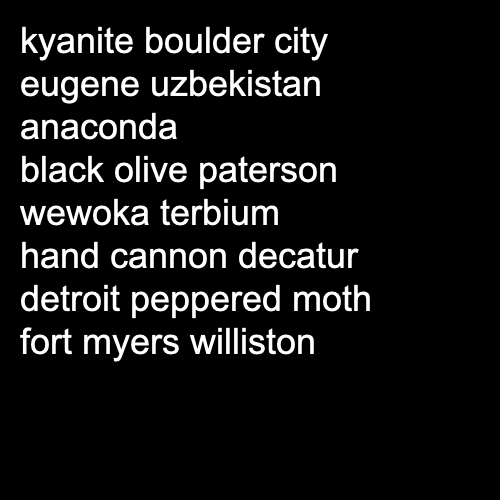 kyanite boulder city
eugene uzbekistan
anaconda
black olive paterson
wewoka terbium
hand cannon decatur
detroit peppered moth
fort myers williston